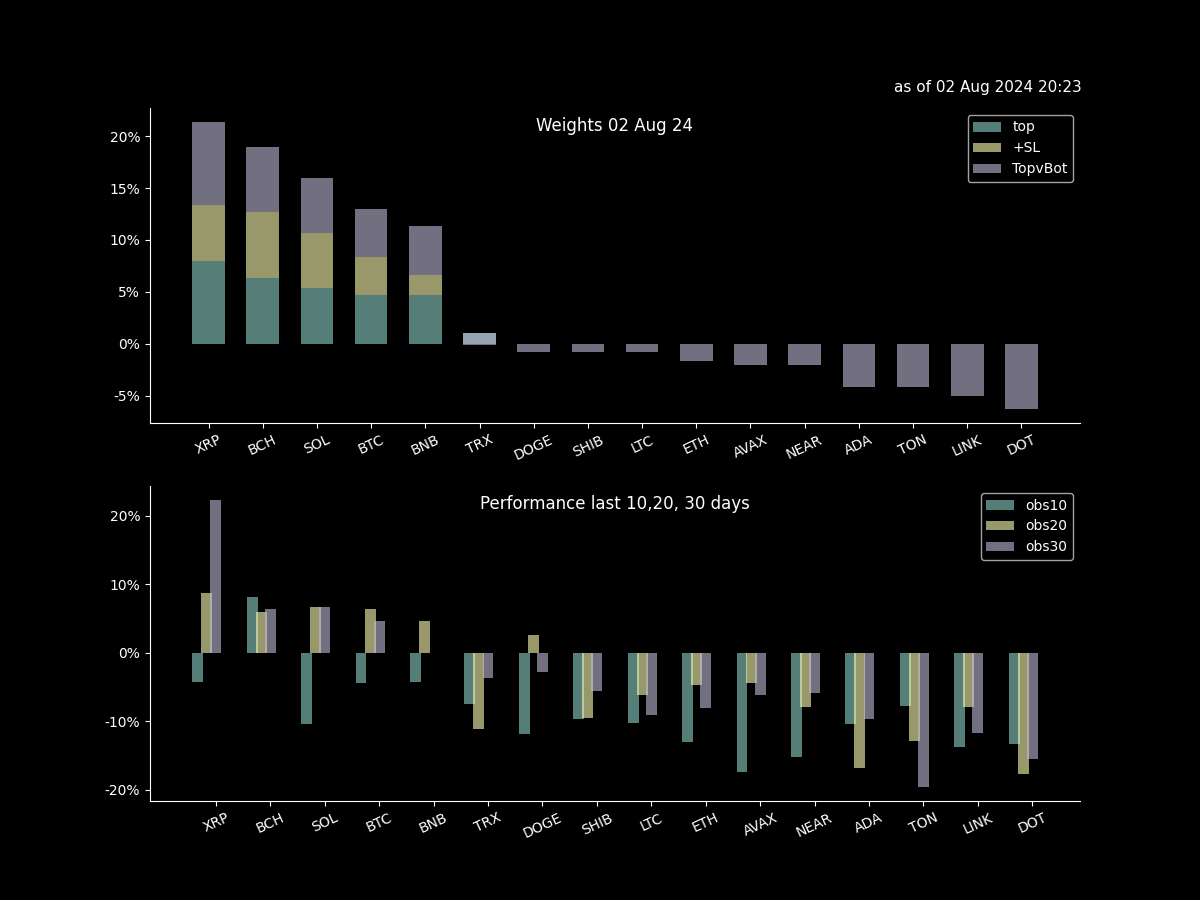 as of 02 Aug 2024 20:23
Weights 02 Aug 24
top
+SL
TopvBot
20%
15%
10%
5%
0%
-5%
XRP BCH SOL BTC BNB TRX DOGE SHIB LTC ETH AVAX NEAR ADA TON LINK DOT
Performance last 10,20, 30 days
obs10
obs20
obs30
20%
10%
0%
-10%
-20%
XRP BCH SOL BTC BNB TRX DOGE SHIB LTC ETH AVAX NEAR ADA TON LINK DOT